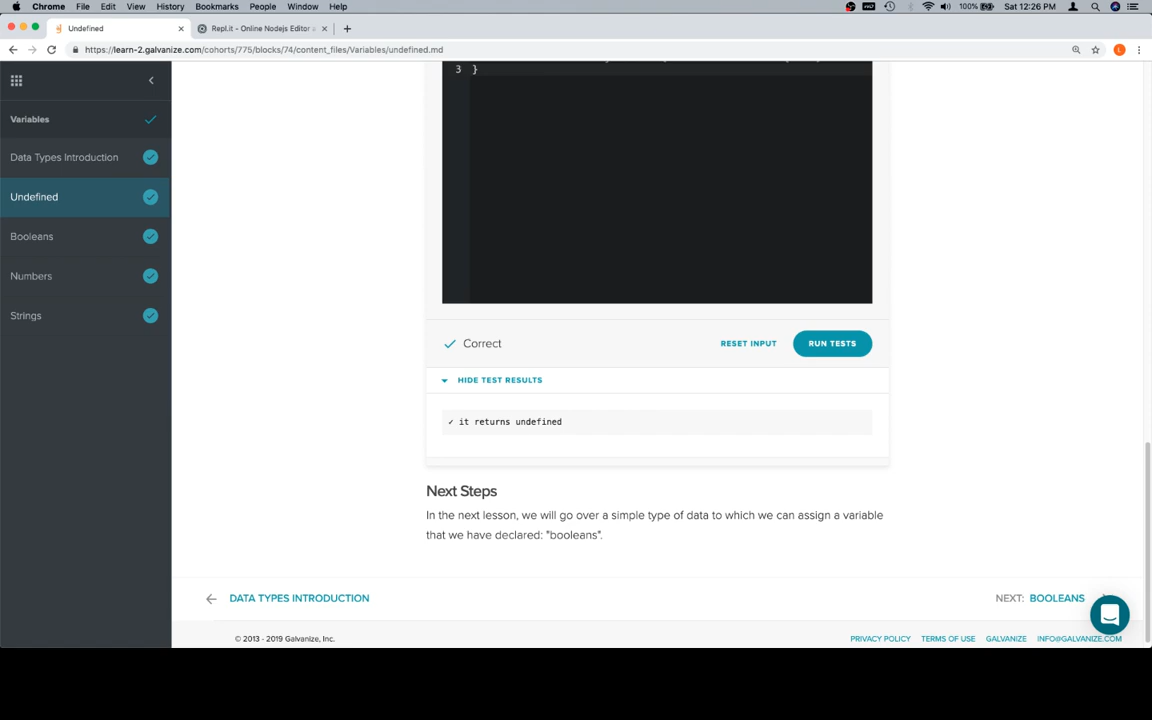 Chrome File Edit View History Bookmarks People Window Help
100% Sat 12:26 PM
Undefined
Repl.it - Online Nodejs Editor a
https://learn-2.galvanize.com/cohorts/775/blocks/74/content_files/Variables/undefined.md
L
Variables
Data Types Introduction
Undefined
Booleans
Numbers
Strings
3 }
Correct
RESET INPUT
RUN TESTS
HIDE TEST RESULTS
✓ it returns undefined
Next Steps
In the next lesson, we will go over a simple type of data to which we can assign a variable
that we have declared: "booleans".
DATA TYPES INTRODUCTION
NEXT: BOOLEANS
© 2013 - 2019 Galvanize, Inc.
PRIVACY POLICY TERMS OF USE GALVANIZE INFO@GALVANIZE.COM